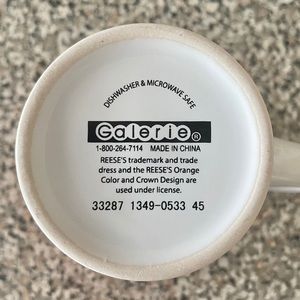 DISHWASHER & MICROWAVE SAFE
Galerie®
1-800-264-7114 MADE IN CHINA
REESE'S trademark and trade
dress and the REESE'S Orange
Color and Crown Design are
used under license.
33287 1349-0533 45